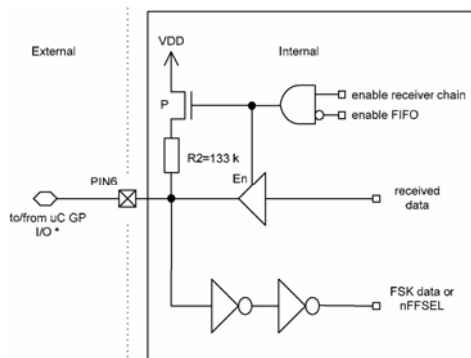 External
Internal
VDD
P
enable receiver chain
enable FIFO
R2=133 k
En
PIN6
to/from uC GP
I/O *
received
data
FSK data or
nFFSEL